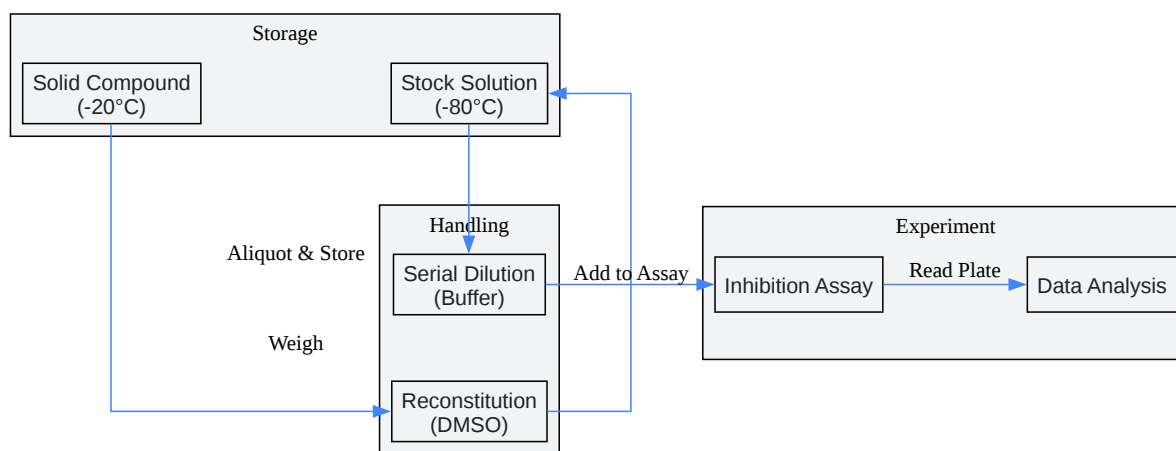 Storage
Solid Compound
(-20°C)
Stock Solution
(-80°C)
Handling
Experiment
Aliquot & Store
Serial Dilution
(Buffer)
Add to Assay
Inhibition Assay
Read Plate
Data Analysis
Weigh
Reconstitution
(DMSO)